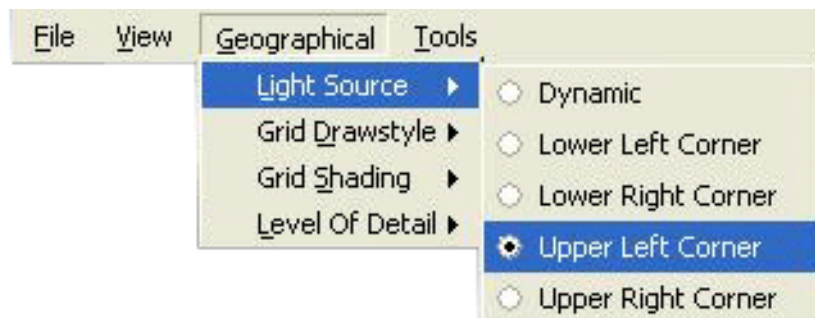 File View Geographical Tools
Light Source
Grid Drawstyle
Grid Shading
Level Of Detail
Dynamic
Lower Left Corner
Lower Right Corner
Upper Left Corner
Upper Right Corner